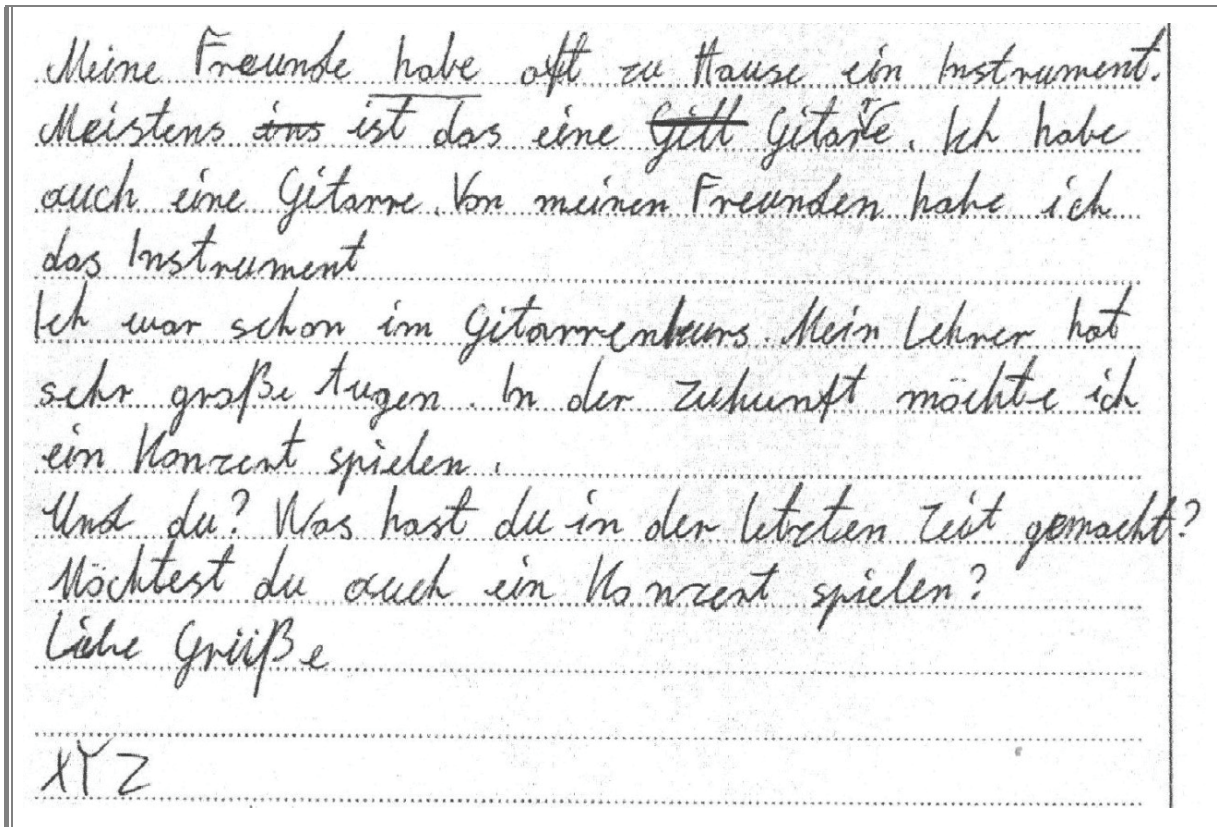 Meine Freunde habe oft zu Hause ein Instrument.
Meistens ins ist das eine Gitt Gitarre. Ich habe
auch eine Gitarre. Von meinen Freunden habe ich
das Instrument
Ich war schon im Gitarrenkurs. Mein Lehrer hat
sehr große Augen. In der Zukunft möchte ich
ein Konzert spielen.
Und du? Was hast du in der letzten Zeit gemacht?
Möchtest du auch ein Konzert spielen?
Liebe Grüße
XYZ